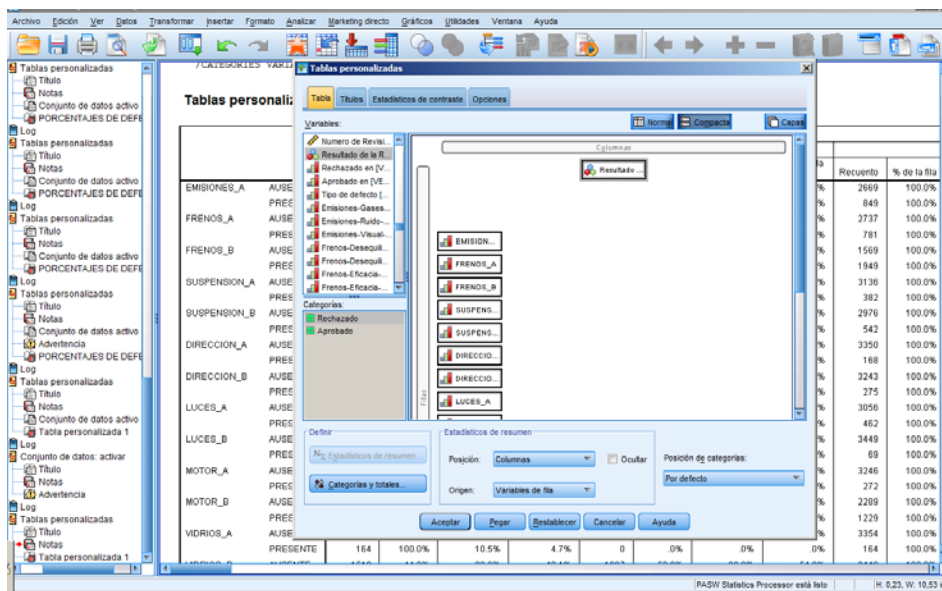 Archivo Edición Ver Datos Transformar Insertar Formato Analizar Marketing directo Gráficos Utilidades Ventana Ayuda
Tablas personalizadas
Título
Notas
Conjunto de datos activo
PORCENTAJES DE DEFE
Log
Tablas personalizadas
Título
Notas
Conjunto de datos activo
PORCENTAJES DE DEFE
Log
Tablas personalizadas
Título
Notas
Conjunto de datos activo
PORCENTAJES DE DEFE
Log
Tablas personalizadas
Título
Notas
Conjunto de datos activo
Advertencia
PORCENTAJES DE DEFE
Log
Tablas personalizadas
Título
Notas
Conjunto de datos activo
Tabla personalizada 1
Log
Conjunto de datos: activar
Título
Notas
Advertencia
Log
Tablas personalizadas
Título
Notas
Tabla personalizada 1
/CATEGORIES VARIA
Tablas personaliz
Recuento % de la fila
EMISIONES_A AUSE % 2669 100.0%
PRES % 849 100.0%
FRENOS_A AUSE % 2737 100.0%
PRES % 781 100.0%
FRENOS_B AUSE % 1569 100.0%
PRES % 1949 100.0%
SUSPENSION_A AUSE % 3136 100.0%
PRES % 382 100.0%
SUSPENSION_B AUSE % 2976 100.0%
PRES % 542 100.0%
DIRECCION_A AUSE % 3350 100.0%
PRES % 168 100.0%
DIRECCION_B AUSE % 3243 100.0%
PRES % 275 100.0%
LUCES_A AUSE % 3056 100.0%
PRES % 462 100.0%
LUCES_B AUSE % 3449 100.0%
PRES % 69 100.0%
MOTOR_A AUSE % 3246 100.0%
PRES % 272 100.0%
MOTOR_B AUSE % 2289 100.0%
PRES % 1229 100.0%
VIDRIOS_A AUSE % 3354 100.0%
PRESENTE 164 100.0% 10.5% 4.7% 0 .0% .0% .0% 164 100.0%
Tablas personalizadas
Tabla Títulos Estadísticos de contraste Opciones
Variables:
Normal Compacta Capas
Numero de Revisi...
Resultado de la R...
Rechazado en [V...
Aprobado en [VE...
Tipo de defecto [...
Emisiones-Gases...
Emisiones-Ruido-...
Emisiones-Visual-...
Frenos-Desequili...
Frenos-Desequili...
Frenos-Eficacia-...
Frenos-Eficacia-...
Categorías:
Rechazado
Aprobado
Columnas
Resultado ...
Filas
EMISION...
FRENOS_A
FRENOS_B
SUSPENS...
SUSPENS...
DIRECCIO...
DIRECCIO...
LUCES_A
Definir
Estadísticos de resumen...
Categorías y totales...
Estadísticos de resumen
Posición: Columnas
Ocultar
Origen: Variables de fila
Posición de categorías:
Por defecto
Aceptar Pegar Restablecer Cancelar Ayuda
PASW Statistics Processor está listo
H: 0,23, W: 10,53